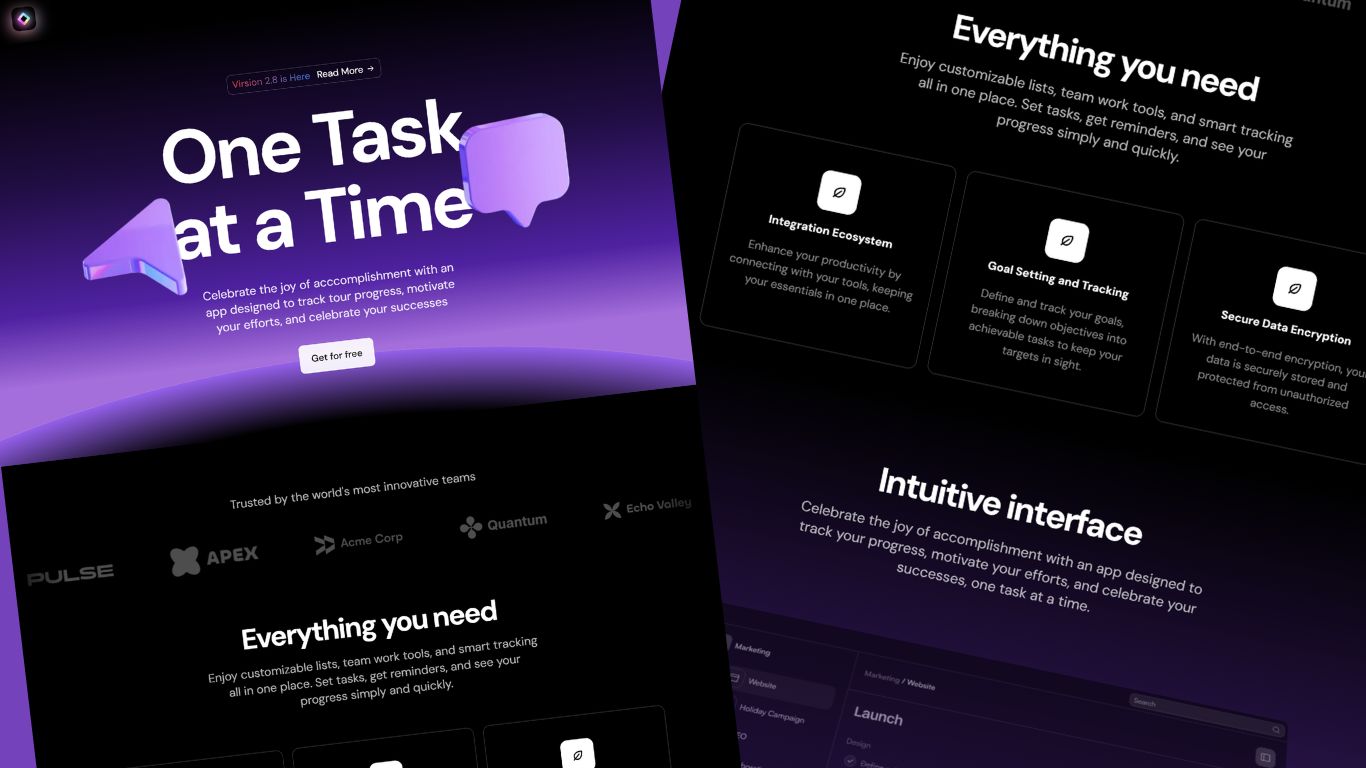 Virsion 2.8 is Here Read More →
One Task
at a Time
Celebrate the joy of acccomplishment with an
app designed to track tour progress, motivate
your efforts, and celebrate your successes
Get for free
Trusted by the world's most innovative teams
PULSE
APEX
Acme Corp
Quantum
Echo Valley
Everything you need
Enjoy customizable lists, team work tools, and smart tracking
all in one place. Set tasks, get reminders, and see your
progress simply and quickly.
Everything you need
Enjoy customizable lists, team work tools, and smart tracking
all in one place. Set tasks, get reminders, and see your
progress simply and quickly.
Integration Ecosystem
Enhance your productivity by
connecting with your tools, keeping
your essentials in one place.
Goal Setting and Tracking
Define and track your goals,
breaking down objectives into
achievable tasks to keep your
targets in sight.
Secure Data Encryption
With end-to-end encryption, your
data is securely stored and
protected from unauthorized
access.
Intuitive interface
Celebrate the joy of accomplishment with an app designed to
track your progress, motivate your efforts, and celebrate your
successes, one task at a time.
Marketing
Website
Holiday Campaign
Marketing / Website
Search
Launch
Design